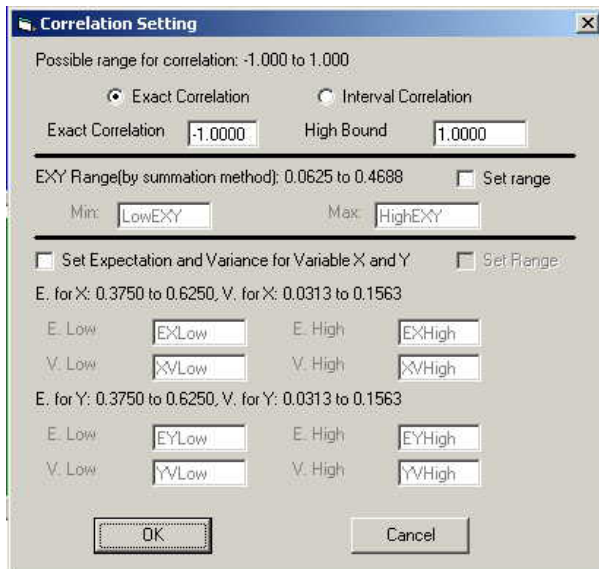 Correlation Setting
Possible range for correlation: -1.000 to 1.000
Exact Correlation Interval Correlation
Exact Correlation -1.0000 High Bound 1.0000
EXY Range(by summation method): 0.0625 to 0.4688 Set range
Min: LowEXY Max: HighEXY
Set Expectation and Variance for Variable X and Y Set Range
E. for X: 0.3750 to 0.6250, V. for X: 0.0313 to 0.1563
E. Low EXLow E. High EXHigh
V. Low XVLow V. High XVHigh
E. for Y: 0.3750 to 0.6250, V. for Y: 0.0313 to 0.1563
E. Low EYLow E. High EYHigh
V. Low YVLow V. High YVHigh
OK Cancel